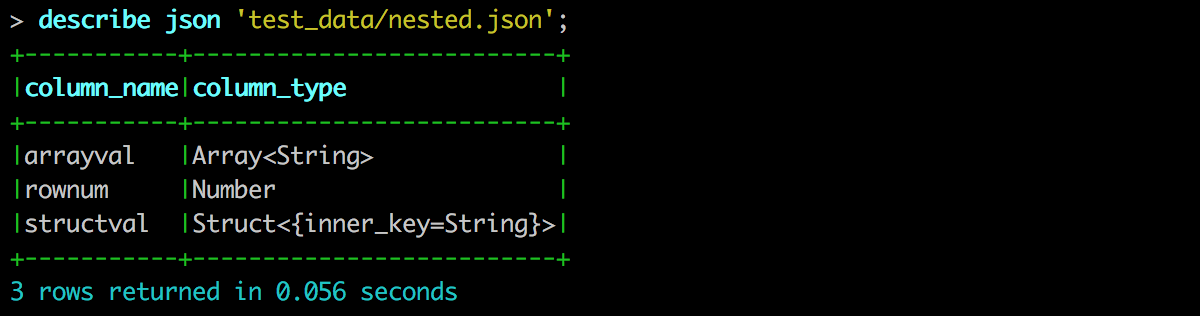 > describe json 'test_data/nested.json';
+-----------+--------------------------+
|column_name|column_type               |
+-----------+--------------------------+
|arrayval   |Array<String>             |
|rownum     |Number                    |
|structval  |Struct<{inner_key=String}>|
+-----------+--------------------------+
3 rows returned in 0.056 seconds